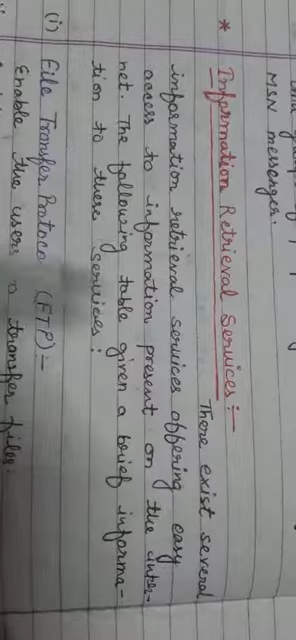 MSN messenger.
* Information Retrieval Services :-
There exist several
information retrieval services offering easy
access to information present on the inter-
net. The following table given a brief informa-
tion to there services:
(i) File Transfer Protocol (FTP) :-
Enable the users to transfer files.